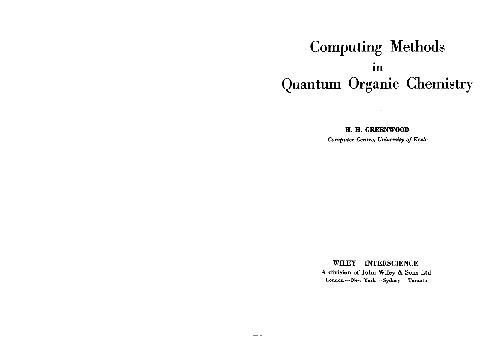 Computing Methods
in
Quantum Organic Chemistry
H. H. GREENWOOD
Computer Centre, University of Keele
WILEY—INTERSCIENCE
A division of John Wiley & Sons Ltd
London—New York—Sydney—Toronto